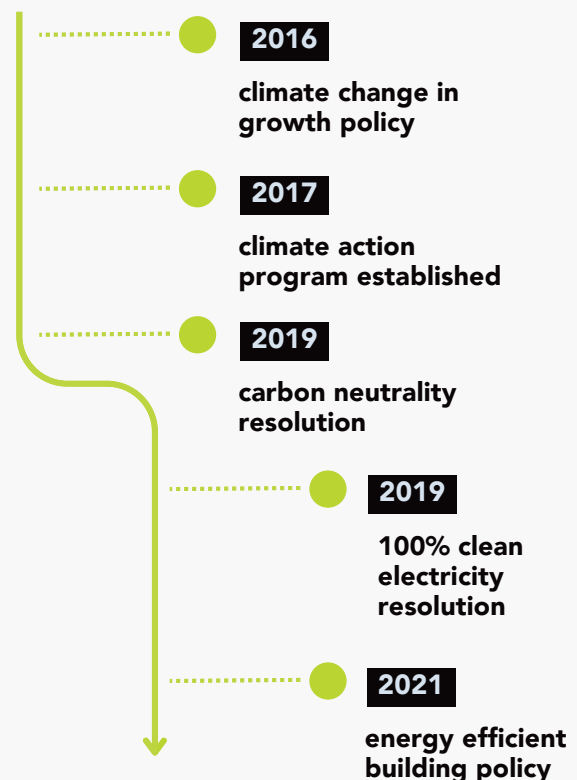 2016
climate change in
growth policy
2017
climate action
program established
2019
carbon neutrality
resolution
2019
100% clean
electricity
resolution
2021
energy efficient
building policy